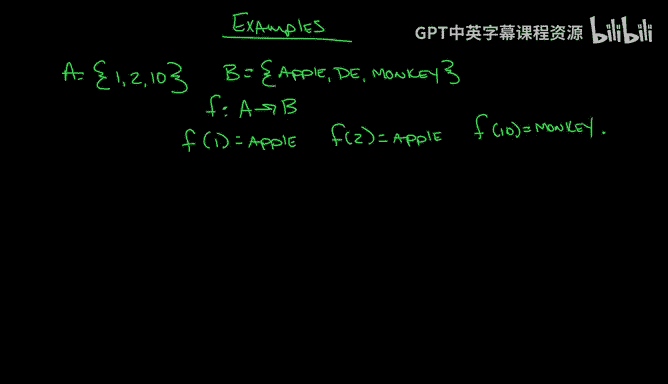 Examples
GPT中英字幕课程资源 bilibili
A = {1, 2, 10} B = {APPLE, DE, MONKEY}
f: A → B
f(1) = APPLE f(2) = APPLE f(10) = MONKEY.